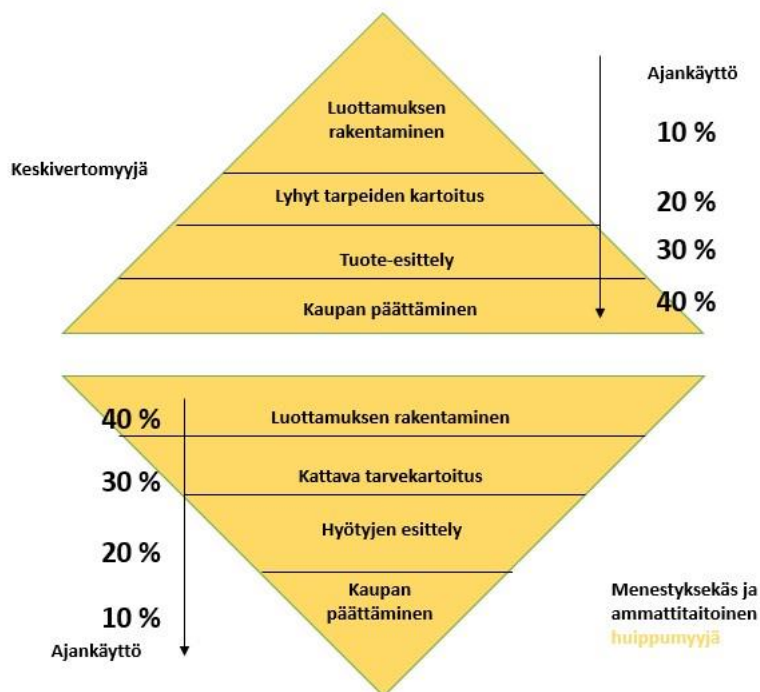 Ajankäyttö
Luottamuksen
rakentaminen
10 %
Keskivertomyyjä
Lyhyt tarpeiden kartoitus
20 %
Tuote-esittely
30 %
Kaupan päättäminen
40 %
40 %
Luottamuksen rakentaminen
30 %
Kattava tarvekartoitus
20 %
Hyötyjen esittely
10 %
Kaupan
päättäminen
Ajankäyttö
Menestyksekäs ja
ammattitaitoinen
huippumyyjä